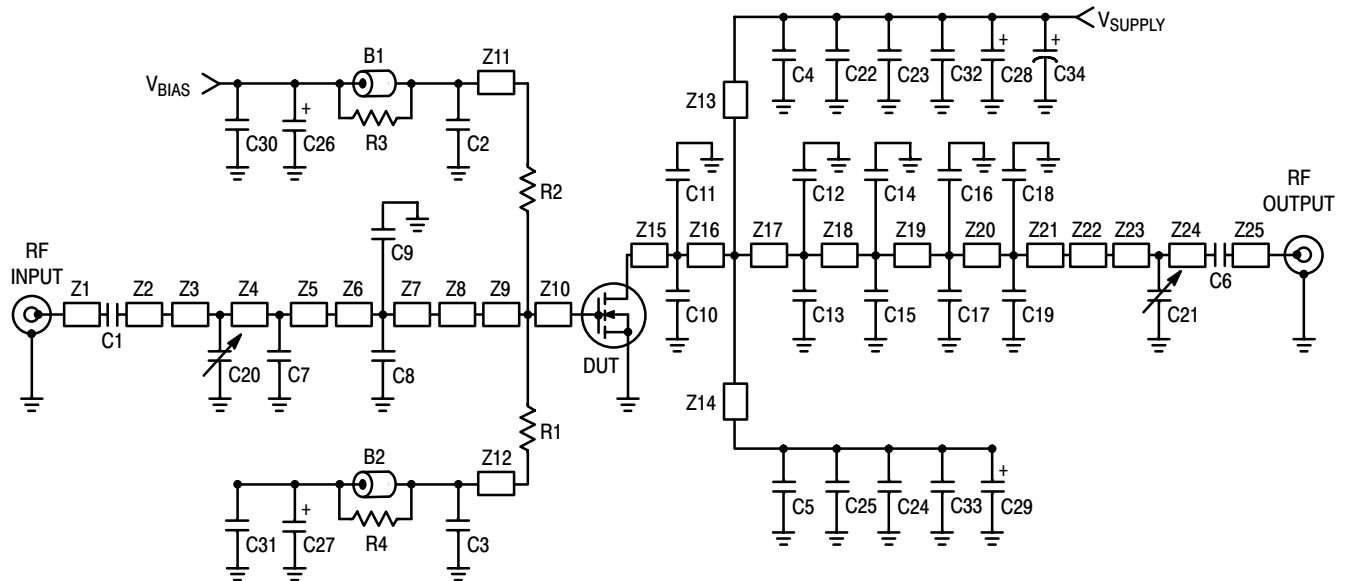 V_SUPPLY
B1
Z11
V_BIAS
C4
C22
C23
C32
+
C28
+
C34
Z13
+
C30
C26
R3
C2
R2
C11
C12
C14
C16
C18
RF
OUTPUT
C9
Z15
Z16
Z17
Z18
Z19
Z20
Z21
Z22
Z23
Z24
Z25
C6
RF
INPUT
Z1
Z2
Z3
Z4
Z5
Z6
Z7
Z8
Z9
Z10
C1
C10
C13
C15
C17
C19
C21
C20
C7
C8
DUT
Z14
R1
B2
Z12
+
C31
C27
R4
C3
C5
C25
C24
C33
+
C29